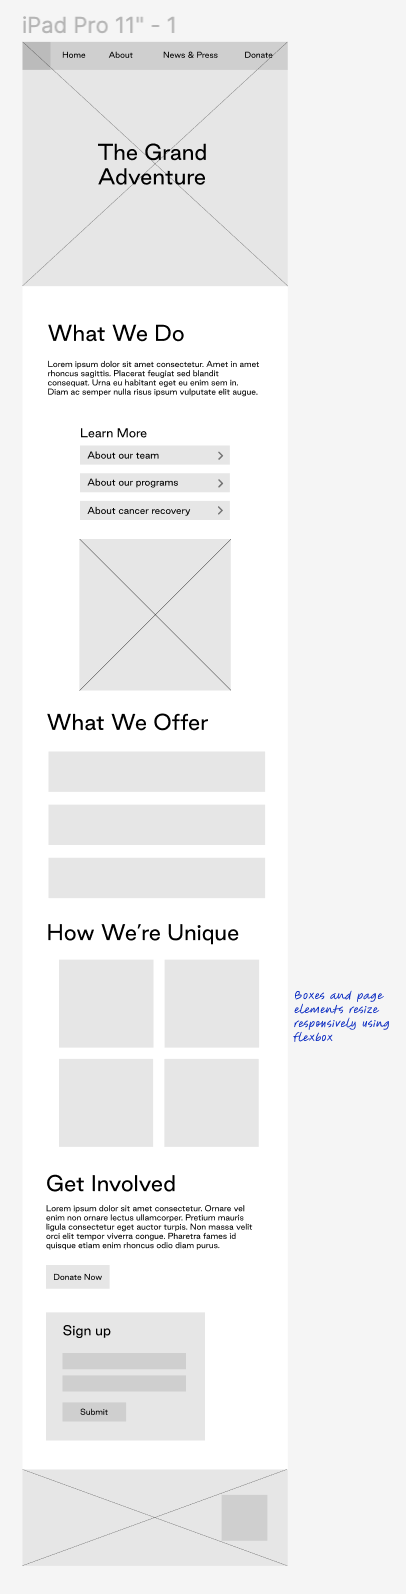 iPad Pro 11" - 1
Home About News & Press Donate
The Grand
Adventure
What We Do
Lorem ipsum dolor sit amet consectetur. Amet in amet
rhoncus sagittis. Placerat feugiat sed blandit
consequat. Urna eu habitant eget eu enim sem in.
Diam ac semper nulla risus ipsum vulputate elit augue.
Learn More
About our team
About our programs
About cancer recovery
What We Offer
How We're Unique
Boxes and page
elements resize
responsively using
flexbox
Get Involved
Lorem ipsum dolor sit amet consectetur. Ornare vel
enim non ornare lectus ullamcorper. Pretium mauris
ligula consectetur eget auctor turpis. Non massa velit
orci elit tempor viverra congue. Pharetra fames id
quisque etiam enim rhoncus odio diam purus.
Donate Now
Sign up
Submit